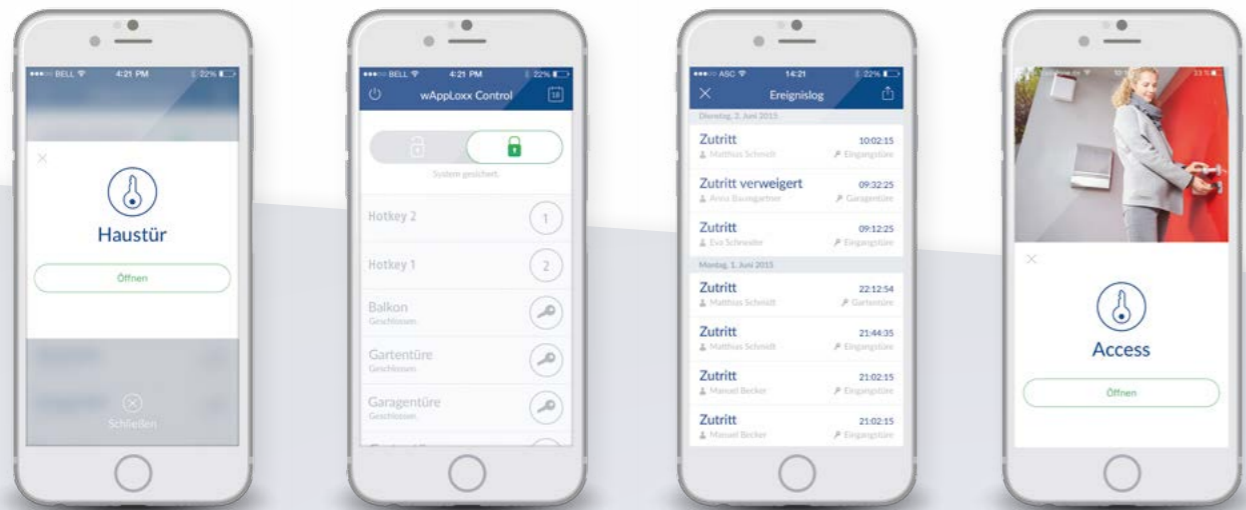 BELL 4:21 PM 22%
Haustür
Öffnen
Schließen
BELL 4:21 PM 22%
wAppLoxx Control
18
System gesichert.
Hotkey 2
1
Hotkey 1
2
Balkon
Geschlossen
Gartentüre
Geschlossen
Garagentüre
Geschlossen
ASC 14:21 22%
Ereignislog
Dienstag, 2. Juni 2015
Zutritt 10:02:15
Matthias Schmidt Eingangstüre
Zutritt verweigert 09:32:25
Anna Baumgartner Garagentüre
Zutritt 09:12:25
Eva Schneider Eingangstüre
Montag, 1. Juni 2015
Zutritt 22:12:54
Matthias Schmidt Gartentüre
Zutritt 21:44:35
Matthias Schmidt Eingangstüre
Zutritt 21:02:15
Manuel Becker Eingangstüre
Zutritt 21:02:15
Manuel Becker Eingangstüre
Access
Öffnen